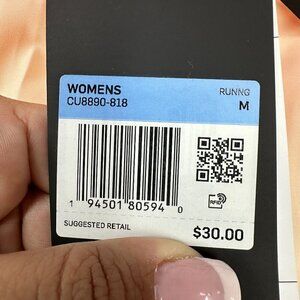 WOMENS RUNNG
CU8890-818 M
1 94501 80594 0
RFID
SUGGESTED RETAIL $30.00